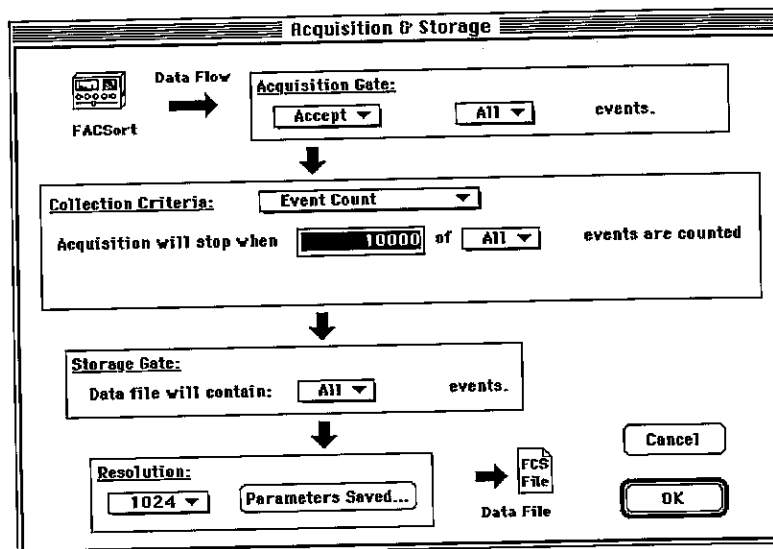 Acquisition & Storage
Data Flow
FACSort
Acquisition Gate:
Accept All events.
Collection Criteria: Event Count
Acquisition will stop when 10000 of All events are counted
Storage Gate:
Data file will contain: All events.
Resolution:
1024 Parameters Saved...
FCS
File
Data File
Cancel
OK